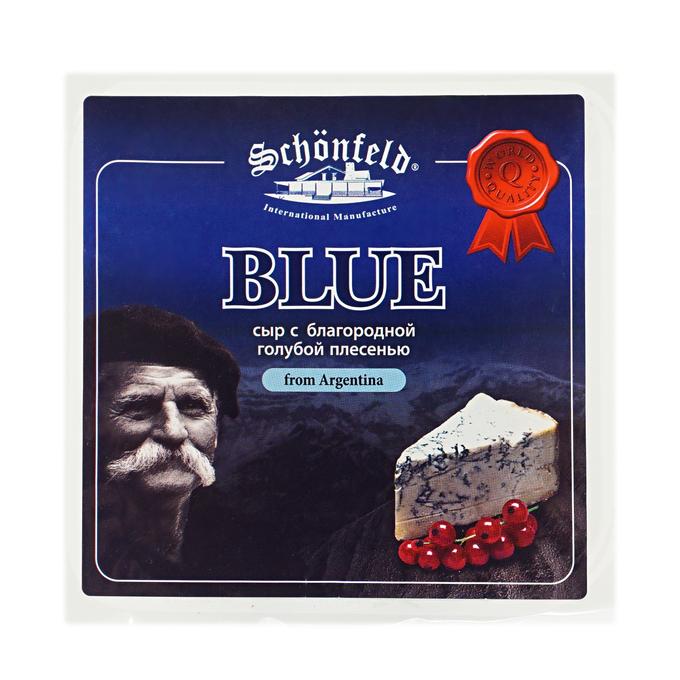 Schönfeld®
International Manufacture
WORLD
Q
QUALITY
BLUE
сыр с благородной
голубой плесенью
from Argentina